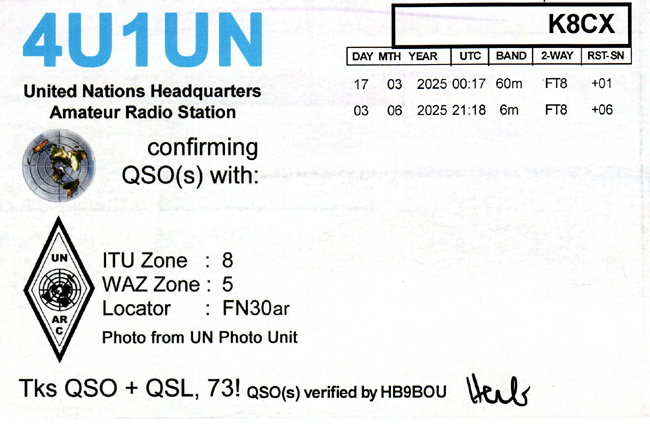 4U1UN
K8CX
United Nations Headquarters
Amateur Radio Station
DAY MTH YEAR UTC BAND 2-WAY RST-SN
17 03 2025 00:17 60m FT8 +01
03 06 2025 21:18 6m FT8 +06
confirming
QSO(s) with:
UN
AR
C
ITU Zone : 8
WAZ Zone : 5
Locator : FN30ar
Photo from UN Photo Unit
Tks QSO + QSL, 73! QSO(s) verified by HB9BOU Herb